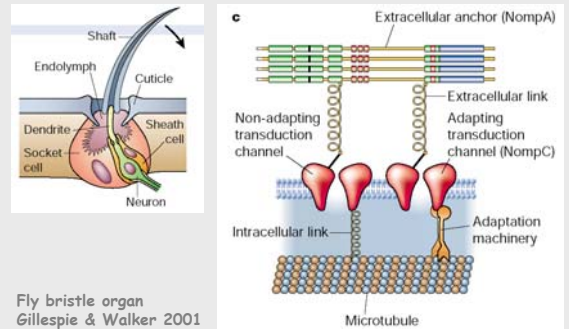 Shaft
Endolymph
Cuticle
Dendrite
Sheath
cell
Socket
cell
Neuron
Fly bristle organ
Gillespie & Walker 2001
c
Extracellular anchor (NompA)
Extracellular link
Non-adapting
transduction
channel
Adapting
transduction
channel (NompC)
Intracellular link
Adaptation
machinery
Microtubule